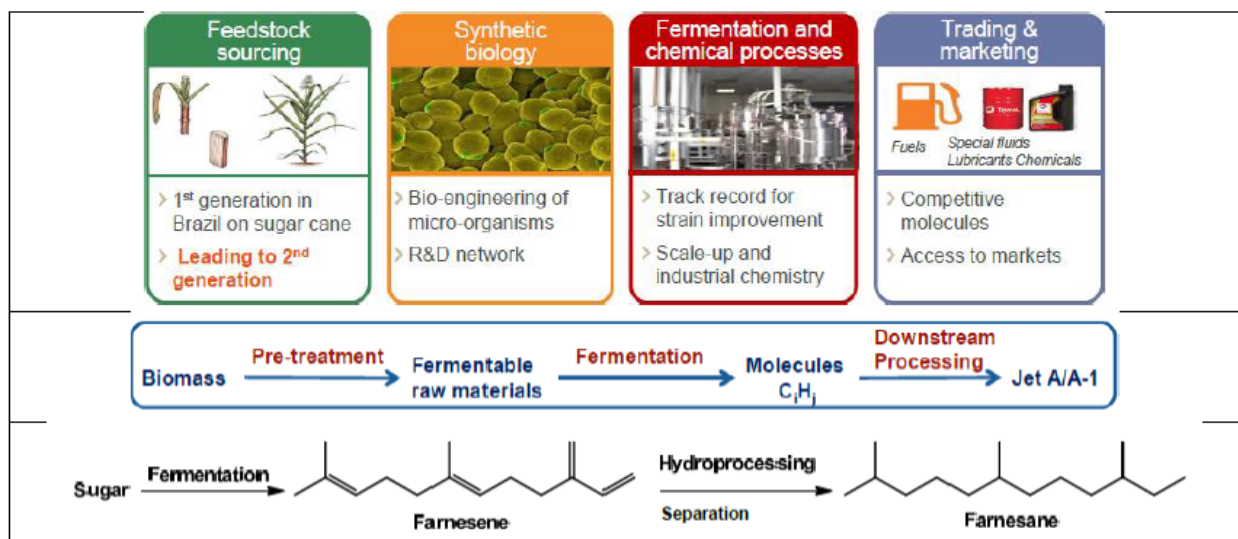 Feedstock
sourcing
1st generation in
Brazil on sugar cane
Leading to 2nd
generation
Synthetic
biology
Bio-engineering of
micro-organisms
R&D network
Fermentation and
chemical processes
Track record for
strain improvement
Scale-up and
industrial chemistry
Trading &
marketing
TOTAL
Fuels
Special fluids
Lubricants Chemicals
Competitive
molecules
Access to markets
Biomass
Pre-treatment
Fermentable
raw materials
Fermentation
Molecules
CiHj
Downstream
Processing
Jet A/A-1
Sugar
Fermentation
Farnesene
Hydroprocessing
Separation
Farnesane